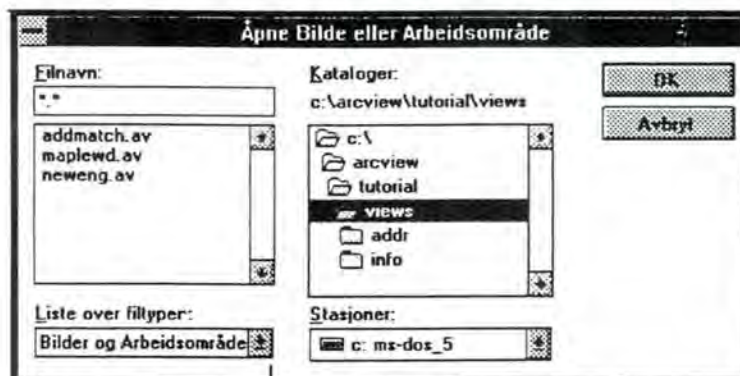 Åpne Bilde eller Arbeidsområde
Filnavn:
*.*
addmatch.av
maplewd.av
neweng.av
Liste over filtyper:
Bilder og Arbeidsområde
Kataloger:
c:\arcview\tutorial\views
c:\
arcview
tutorial
views
addr
info
Stasjoner:
c: ms-dos_5
OK
Avbryt